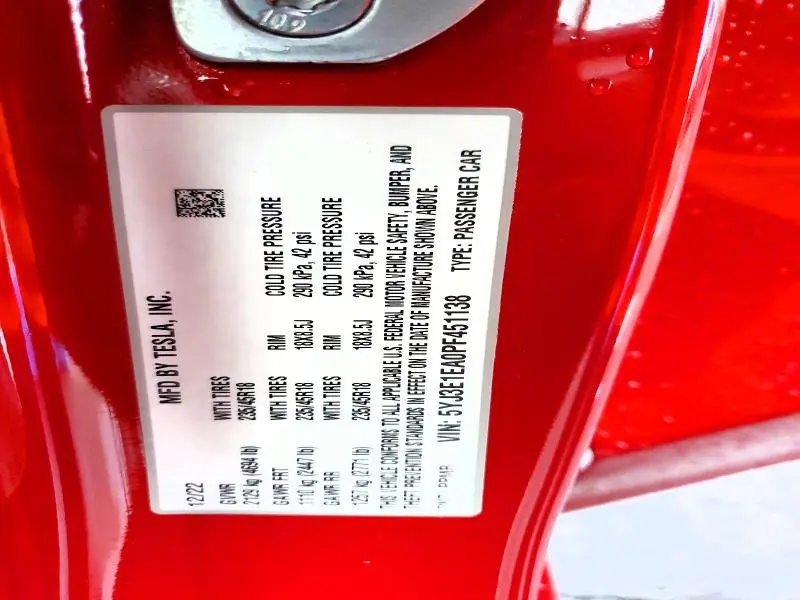 109
MFD BY TESLA, INC.
12/22
GVWR WITH TIRES
2129 kg (4694 lb) 235/45R18
GAWR FRT WITH TIRES RIM COLD TIRE PRESSURE
1110 kg (2447 lb) 235/45R18 18X8.5J 290 kPa, 42 psi
GAWR RR WITH TIRES RIM COLD TIRE PRESSURE
1257 kg (2771 lb) 235/45R18 18X8.5J 290 kPa, 42 psi
THIS VEHICLE CONFORMS TO ALL APPLICABLE U.S. FEDERAL MOTOR VEHICLE SAFETY, BUMPER, AND
THEFT PREVENTION STANDARDS IN EFFECT ON THE DATE OF MANUFACTURE SHOWN ABOVE.
VIN: 5YJ3E1EA0PF451138 TYPE: PASSENGER CAR